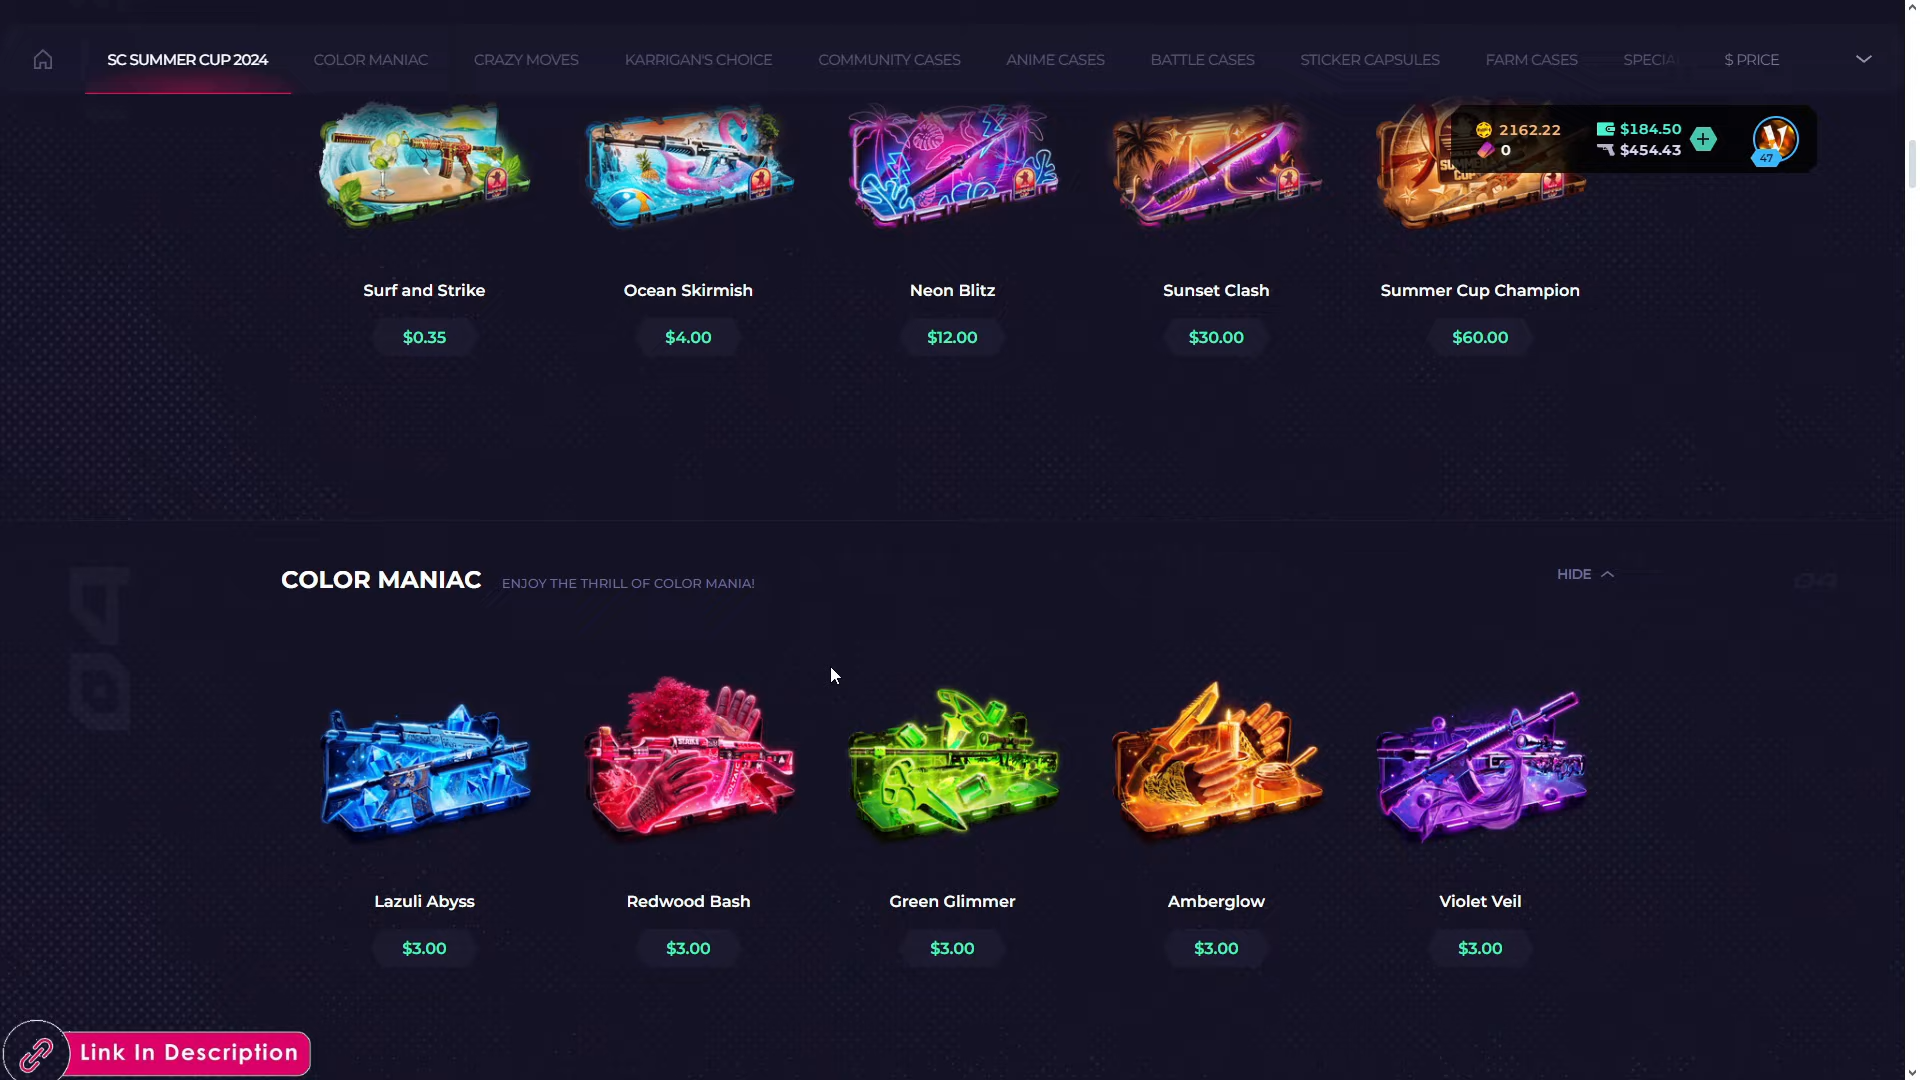 SC SUMMER CUP 2024 COLOR MANIAC CRAZY MOVES KARRIGAN'S CHOICE COMMUNITY CASES ANIME CASES BATTLE CASES STICKER CAPSULES FARM CASES SPECIA $ PRICE
2162.22 $184.50
0 $454.43
47
SUMMER
CUP
Surf and Strike Ocean Skirmish Neon Blitz Sunset Clash Summer Cup Champion
$0.35 $4.00 $12.00 $30.00 $60.00
COLOR MANIAC ENJOY THE THRILL OF COLOR MANIA! HIDE
04
Lazuli Abyss Redwood Bash Green Glimmer Amberglow Violet Veil
$3.00 $3.00 $3.00 $3.00 $3.00
Link In Description